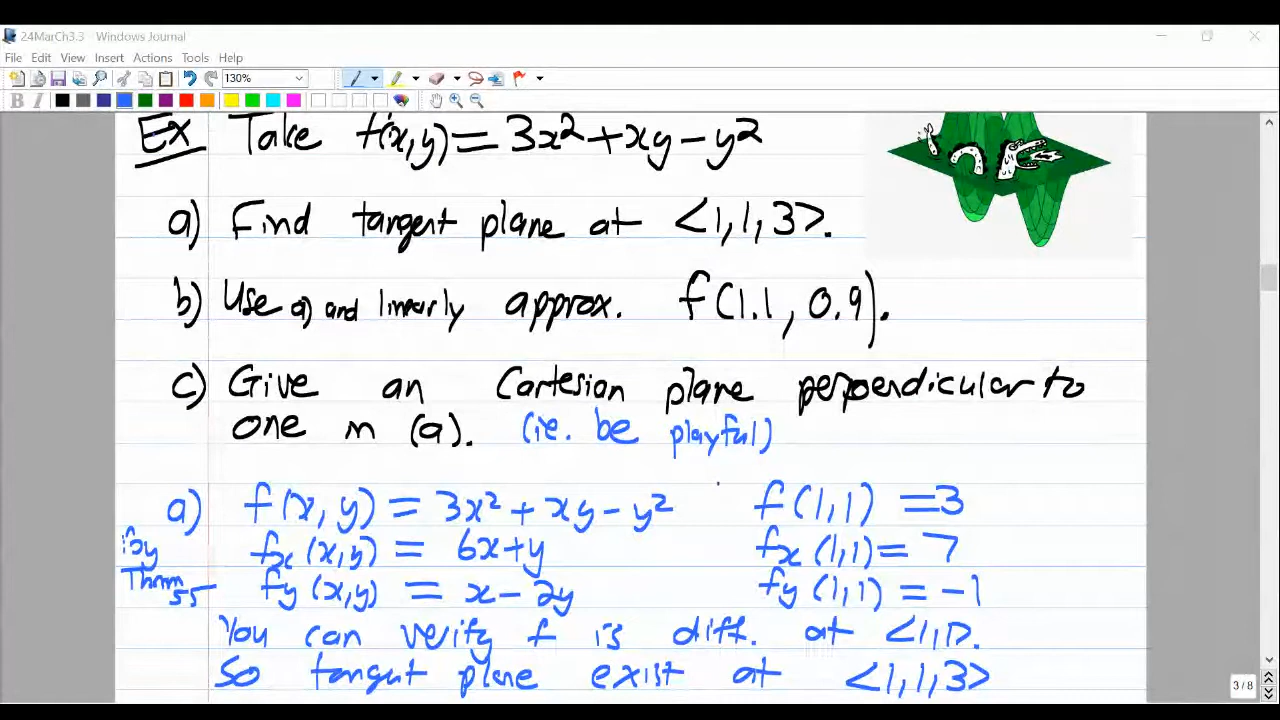 24MarCh3.3 - Windows Journal
File Edit View Insert Actions Tools Help
130%
B I
Ex Take f(x,y) = 3x² + xy - y²
a) Find tangent plane at <1,1,3>.
b) Use a) and linearly approx. f(1.1, 0.9).
c) Give an Cartesian plane perpendicular to
one in (a). (ie. be playful)
a) f(x,y) = 3x² + xy - y² f(1,1) = 3
by fx(x,y) = 6x+y fx(1,1) = 7
Thm 55 fy(x,y) = x - 2y fy(1,1) = -1
You can verify f is diff. at <1,1>.
So tangent plane exist at <1,1,3>
3 / 8